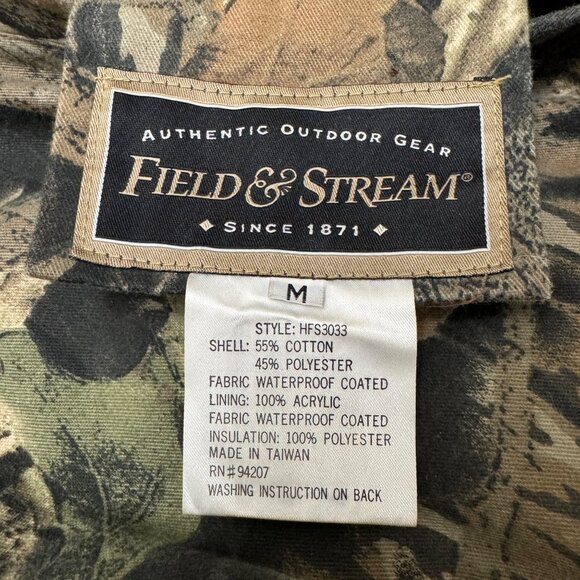 AUTHENTIC OUTDOOR GEAR
FIELD & STREAM®
SINCE 1871
M
STYLE: HFS3033
SHELL: 55% COTTON
45% POLYESTER
FABRIC WATERPROOF COATED
LINING: 100% ACRYLIC
FABRIC WATERPROOF COATED
INSULATION: 100% POLYESTER
MADE IN TAIWAN
RN#94207
WASHING INSTRUCTION ON BACK